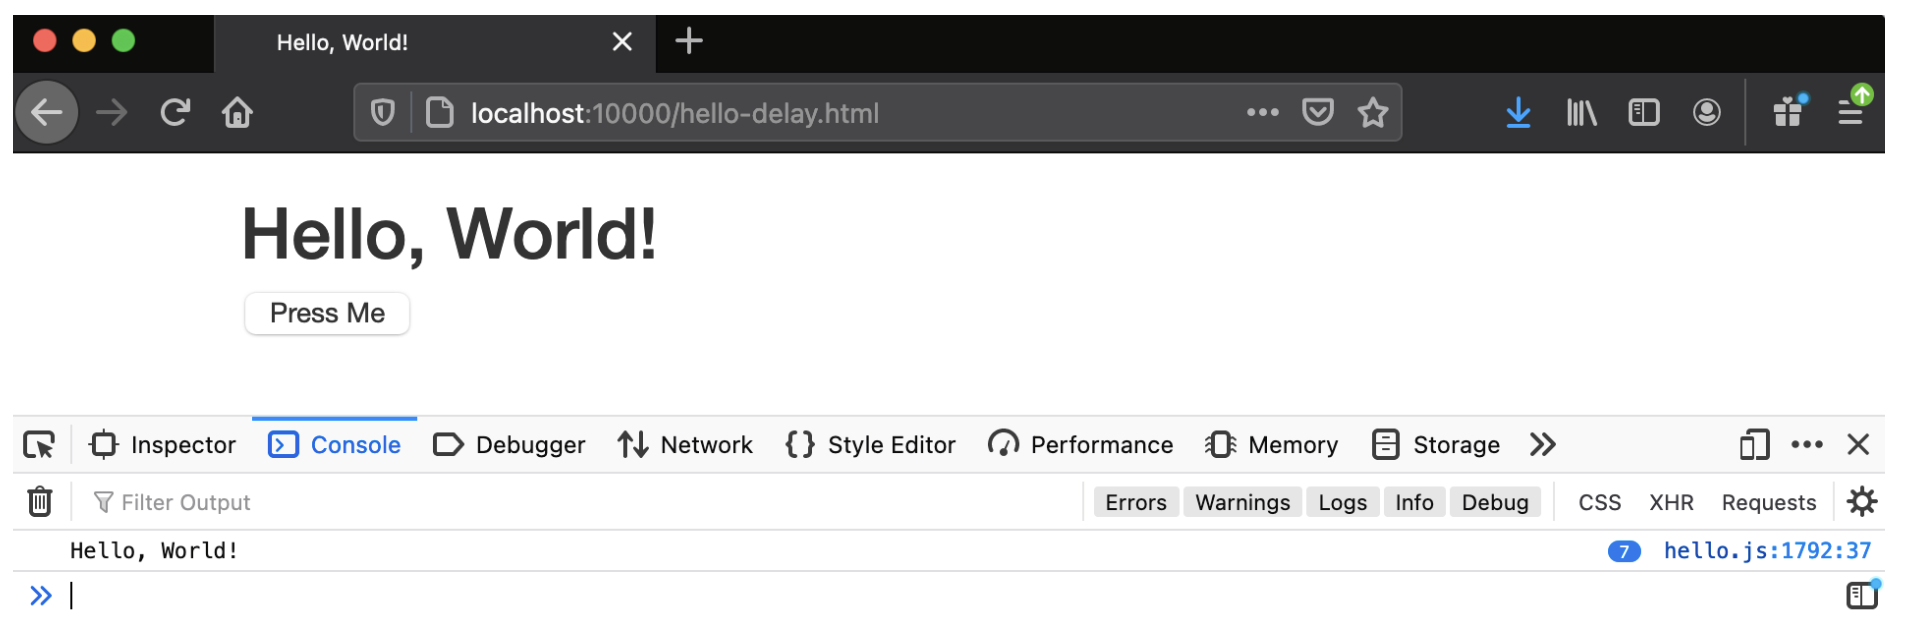 Hello, World!
localhost:10000/hello-delay.html
Hello, World!
Press Me
Inspector Console Debugger Network Style Editor Performance Memory Storage
Filter Output Errors Warnings Logs Info Debug CSS XHR Requests
Hello, World! 7 hello.js:1792:37